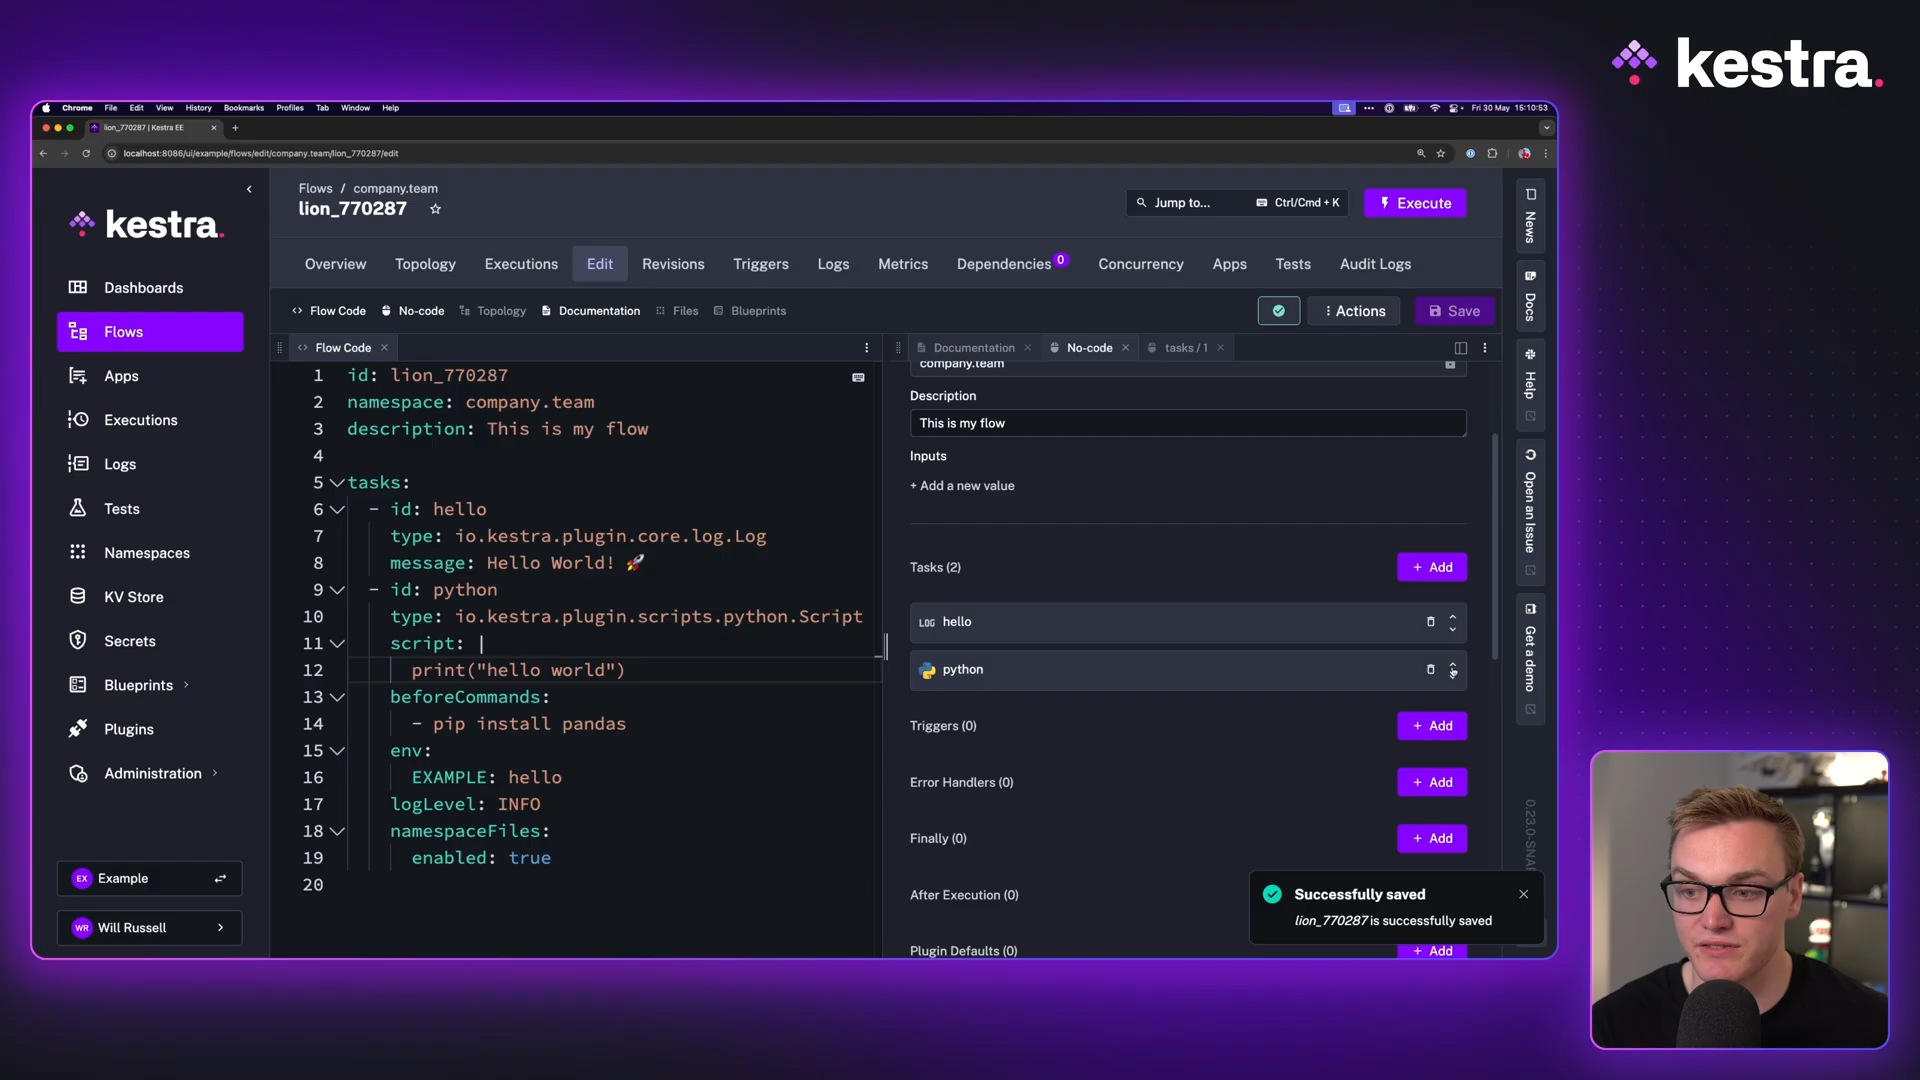 kestra.
Chrome File Edit View History Bookmarks Profiles Tab Window Help
Fri 30 May 15:10:53
lion_770287 | Kestra EE
localhost:8086/ui/example/flows/edit/company.team/lion_770287/edit
kestra.
Dashboards
Flows
Apps
Executions
Logs
Tests
Namespaces
KV Store
Secrets
Blueprints
Plugins
Administration
EX Example
WR Will Russell
Flows / company.team
lion_770287
Jump to...
Ctrl/Cmd + K
Execute
Overview Topology Executions Edit Revisions Triggers Logs Metrics Dependencies 0 Concurrency Apps Tests Audit Logs
Flow Code No-code Topology Documentation Files Blueprints
Actions
Save
Flow Code
1 id: lion_770287
2 namespace: company.team
3 description: This is my flow
4
5 tasks:
6 - id: hello
7 type: io.kestra.plugin.core.log.Log
8 message: Hello World! 🚀
9 - id: python
10 type: io.kestra.plugin.scripts.python.Script
11 script: |
12 print("hello world")
13 beforeCommands:
14 - pip install pandas
15 env:
16 EXAMPLE: hello
17 logLevel: INFO
18 namespaceFiles:
19 enabled: true
20
Documentation No-code tasks / 1
company.team
Description
This is my flow
Inputs
+ Add a new value
Tasks (2)
+ Add
LOG hello
python
Triggers (0)
+ Add
Error Handlers (0)
+ Add
Finally (0)
+ Add
After Execution (0)
Plugin Defaults (0)
+ Add
Successfully saved
lion_770287 is successfully saved
News
Docs
Help
Open an Issue
Get a demo